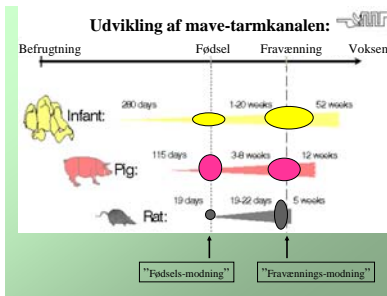 Udvikling af mave-tarmkanalen:
Befrugtning Fødsel Fravænning Voksen
280 days 1-20 weeks 52 weeks
Infant:
115 days 3-8 weeks 12 weeks
Pig:
19 days 19-22 days 5 weeks
Rat:
"Fødsels-modning" "Fravænnings-modning"